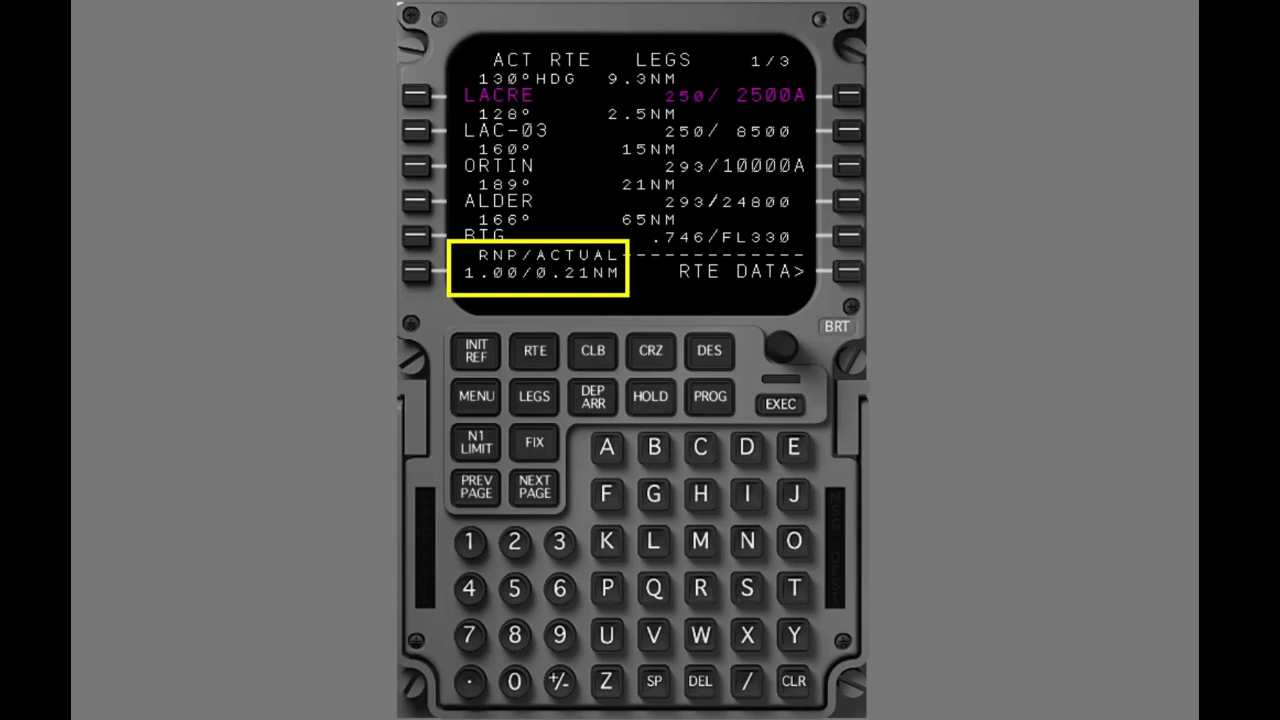 ACT RTE LEGS 1/3
130°HDG 9.3NM
LACRE 250/ 2500A
128° 2.5NM
LAC-03 250/ 8500
160° 15NM
ORTIN 293/10000A
189° 21NM
ALDER 293/24800
166° 65NM
BIG .746/FL330
RNP/ACTUAL-------------
1.00/0.21NM RTE DATA>
BRT
INIT REF RTE CLB CRZ DES
MENU LEGS DEP ARR HOLD PROG EXEC
N1 LIMIT FIX A B C D E
PREV PAGE NEXT PAGE F G H I J
1 2 3 K L M N O
4 5 6 P Q R S T
7 8 9 U V W X Y
. 0 +/- Z SP DEL / CLR